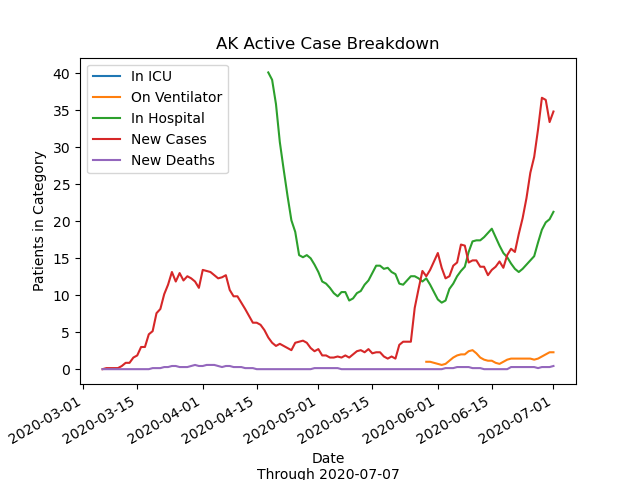 AK Active Case Breakdown
In ICU
On Ventilator
In Hospital
New Cases
New Deaths
Patients in Category
40
35
30
25
20
15
10
5
0
2020-03-01
2020-03-15
2020-04-01
2020-04-15
2020-05-01
2020-05-15
2020-06-01
2020-06-15
2020-07-01
Date
Through 2020-07-07